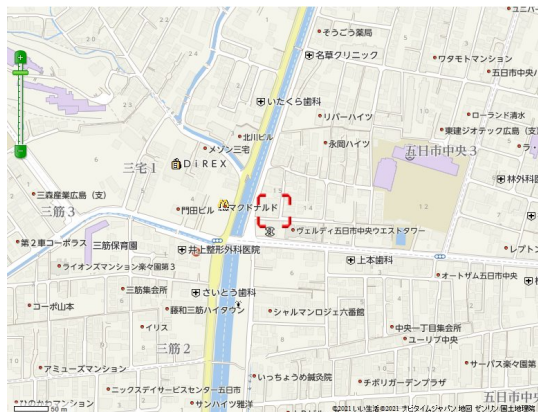 ユニバー
そうごう薬局
名草クリニック
ワタモトマンション
五日市中央
いたくら歯科
リバーハイツ
ローランド清水
北川ビル
東建ジオテック広島（支）
メゾン三宅
永岡ハイツ
五日市中央3
DiREX
三宅1
林外科医
三森産業広島（支）
三筋3
門田ビル
マクドナルド
15
14
12
第2車コーポラス
三筋保育園
井上整形外科医院
ヴェルディ五日市中央ウエストタワー
レプトン
上本歯科
ライオンズマンション楽々園第3
オートザム五日市中央
三筋集会所
さいとう歯科
コーポ山本
藤和三筋ハイタウン
シャルマンロジェ六番館
イリス
中央一丁目集会所
ユーリブ中央
三筋2
アミューズマンション
いっちょうめ鍼灸院
サーパス楽々園第
チボリガーデンプラザ
五日市中
ニックスデイサービスセンター五日市
サンハイツ雅洋
50 m
©2021 いい生活©2021 ナビタイムジャパン 地図 ゼンリン/国土地理院